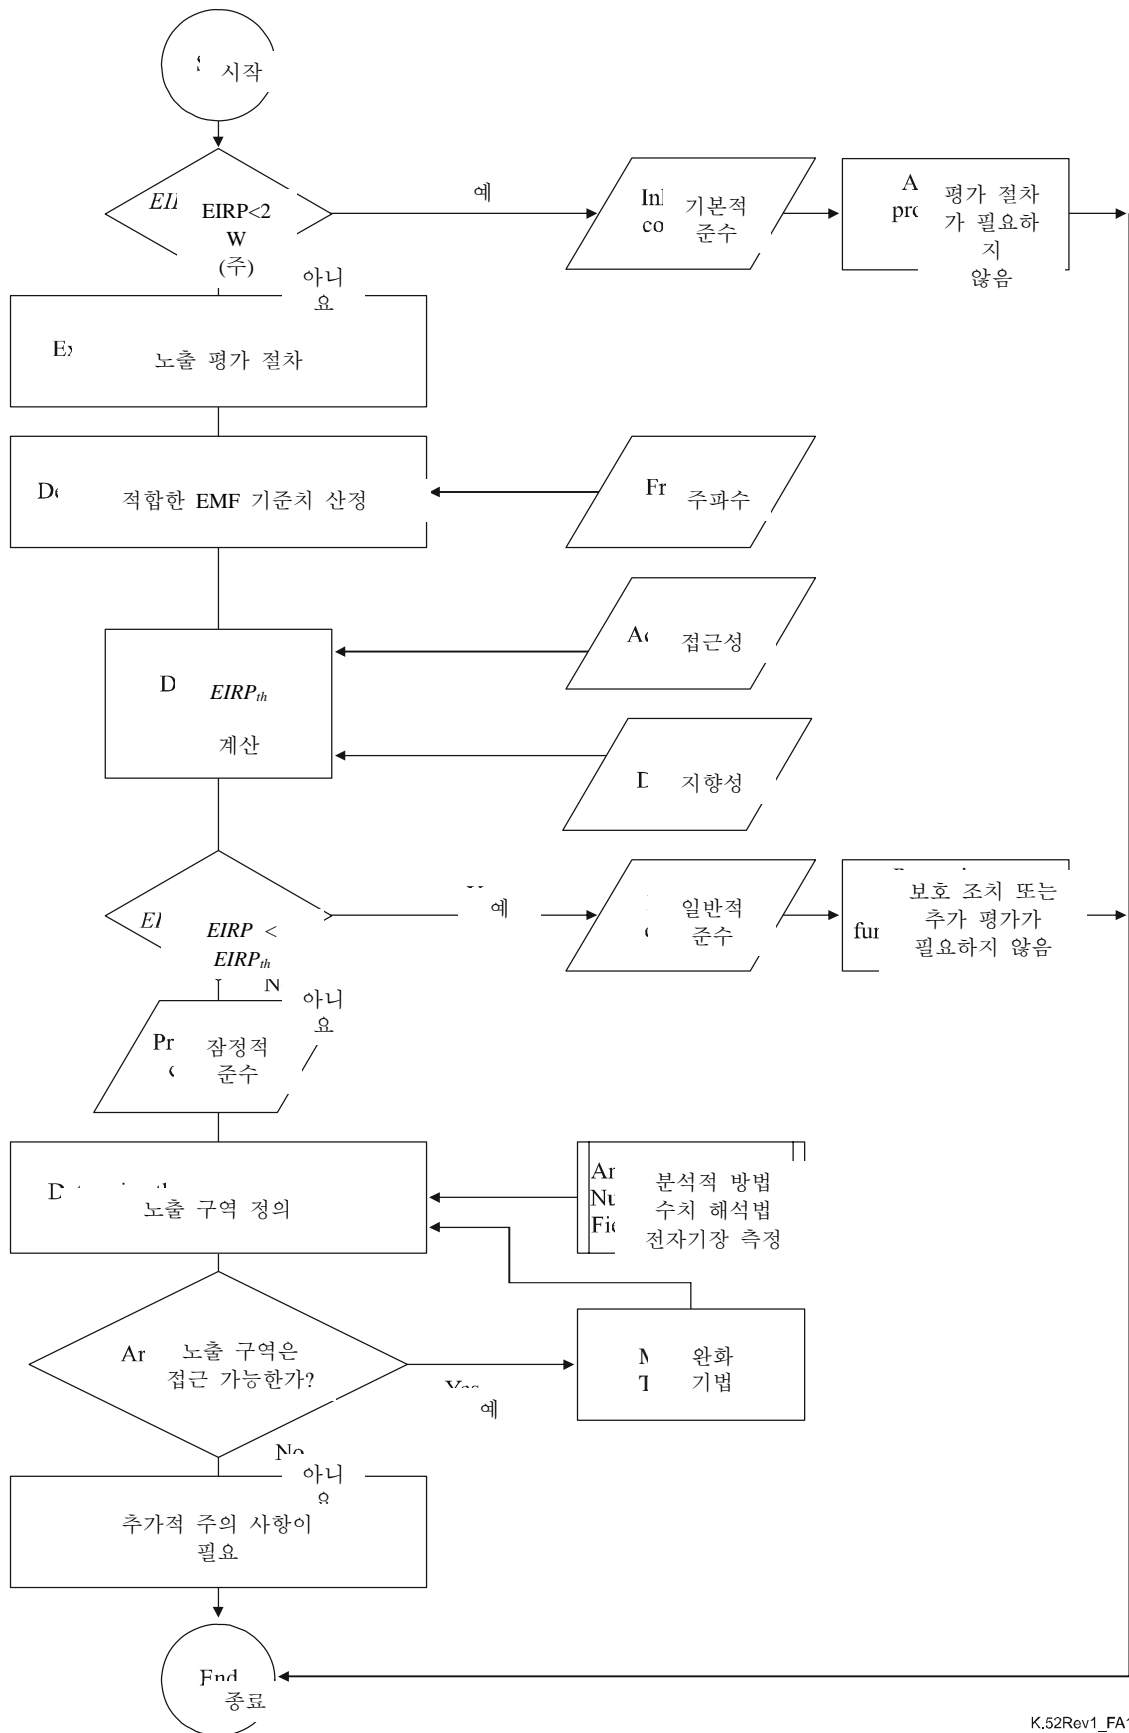 시작
EIRP<2
W
(주)
예
기본적
준수
평가 절차
가 필요하
지
않음
아니
요
노출 평가 절차
적합한 EMF 기준치 산정
주파수
접근성
EIRPth
계산
지향성
EIRP <
EIRPth
예
일반적
준수
보호 조치 또는
추가 평가가
필요하지 않음
아니
요
잠정적
준수
노출 구역 정의
분석적 방법
수치 해석법
전자기장 측정
노출 구역은
접근 가능한가?
Yes
예
완화
기법
No
아니
요
추가적 주의 사항이
필요
End
종료
K.52Rev1_FA1